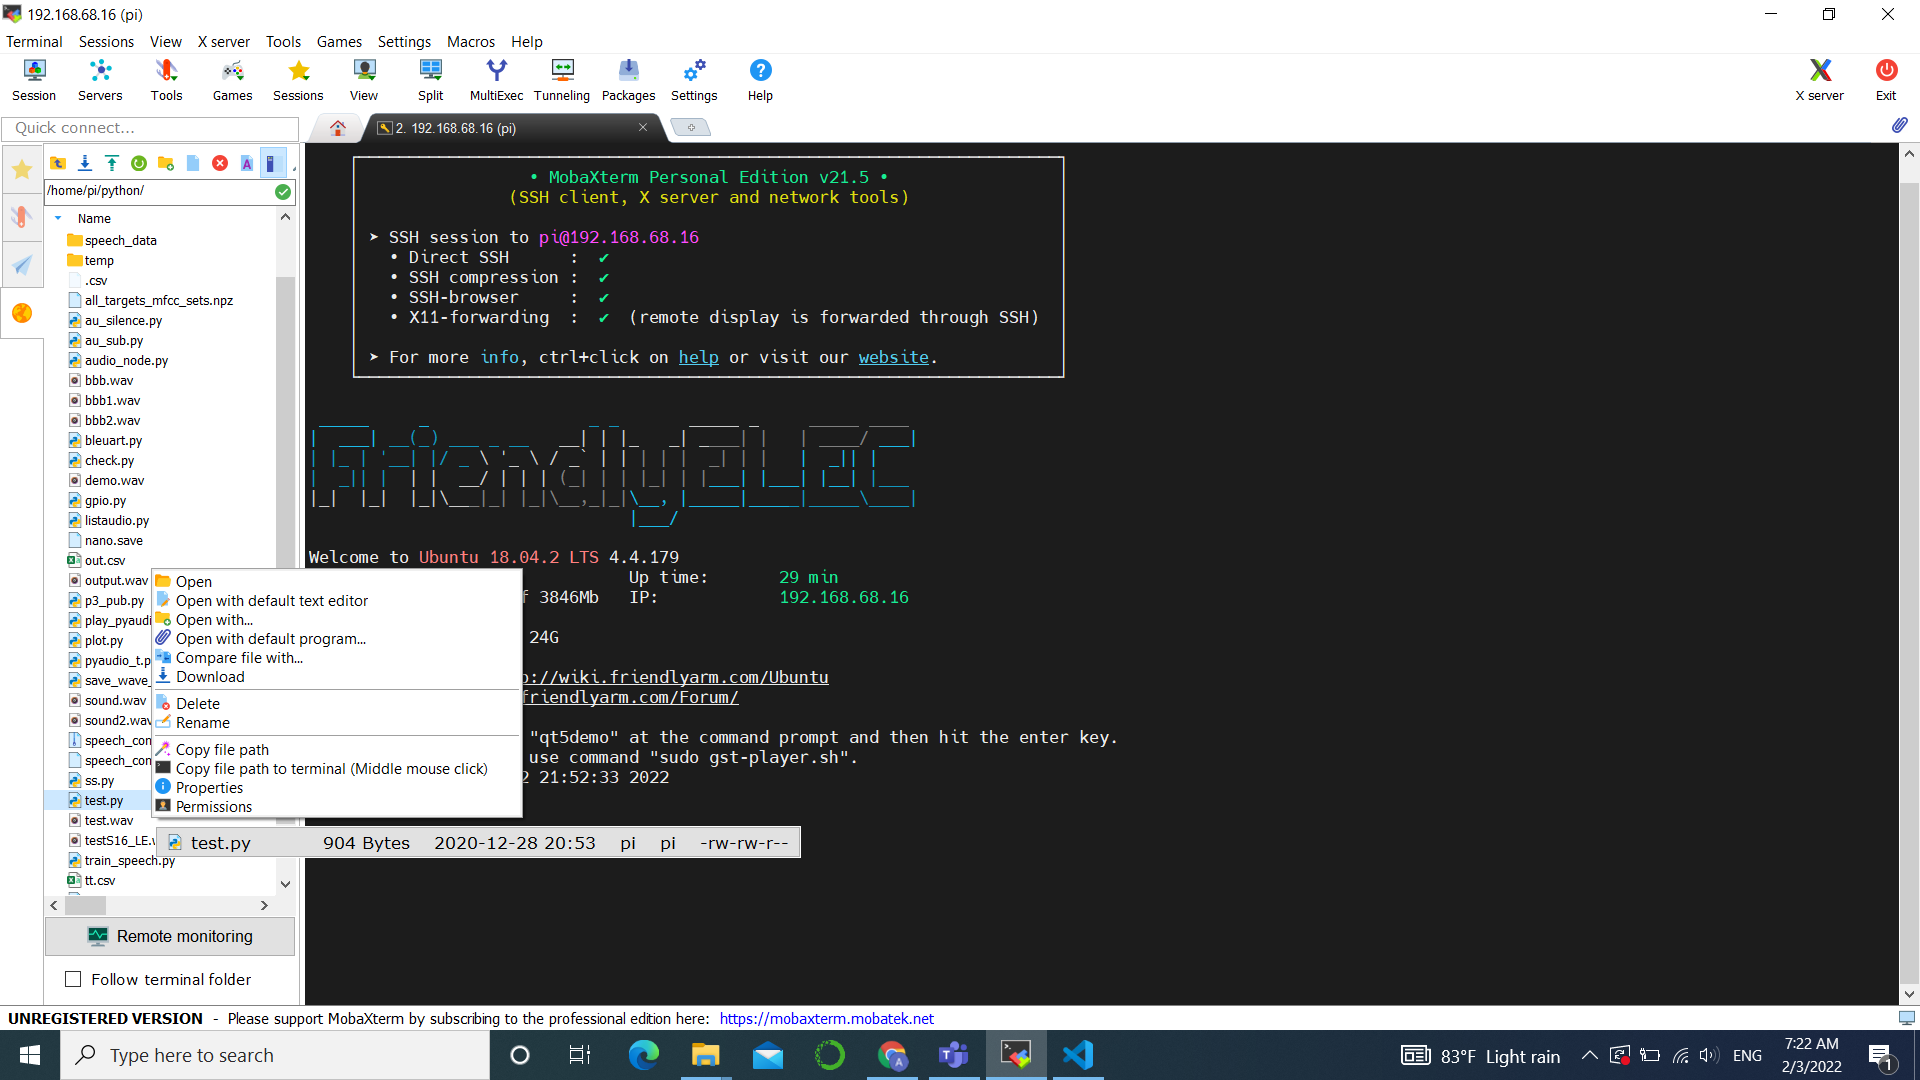 192.168.68.16 (pi)
Terminal Sessions View X server Tools Games Settings Macros Help
Session Servers Tools Games Sessions View Split MultiExec Tunneling Packages Settings Help X server Exit
Quick connect...
2. 192.168.68.16 (pi)
/home/pi/python/
Name
speech_data
temp
.csv
all_targets_mfcc_sets.npz
au_silence.py
au_sub.py
audio_node.py
bbb.wav
bbb1.wav
bbb2.wav
bleuart.py
check.py
demo.wav
gpio.py
listaudio.py
nano.save
out.csv
output.wav
p3_pub.py
play_pyaudi
plot.py
pyaudio_t.p
save_wave_
sound.wav
sound2.wav
speech_con
speech_con
ss.py
test.py
test.wav
testS16_LE.
train_speech.py
tt.csv
Remote monitoring
Follow terminal folder
Open
Open with default text editor
Open with...
Open with default program...
Compare file with...
Download
Delete
Rename
Copy file path
Copy file path to terminal (Middle mouse click)
Properties
Permissions
test.py 904 Bytes 2020-12-28 20:53 pi pi -rw-rw-r--
• MobaXterm Personal Edition v21.5 •
(SSH client, X server and network tools)
➤ SSH session to pi@192.168.68.16
• Direct SSH : ✔
• SSH compression : ✔
• SSH-browser : ✔
• X11-forwarding : ✔ (remote display is forwarded through SSH)
➤ For more info, ctrl+click on help or visit our website.
FriendlyELEC
Welcome to Ubuntu 18.04.2 LTS 4.4.179
Up time: 29 min
f 3846Mb IP: 192.168.68.16
24G
://wiki.friendlyarm.com/Ubuntu
friendlyarm.com/Forum/
"qt5demo" at the command prompt and then hit the enter key.
use command "sudo gst-player.sh".
2 21:52:33 2022
UNREGISTERED VERSION - Please support MobaXterm by subscribing to the professional edition here: https://mobaxterm.mobatek.net
Type here to search
83°F Light rain
ENG
7:22 AM
2/3/2022
1